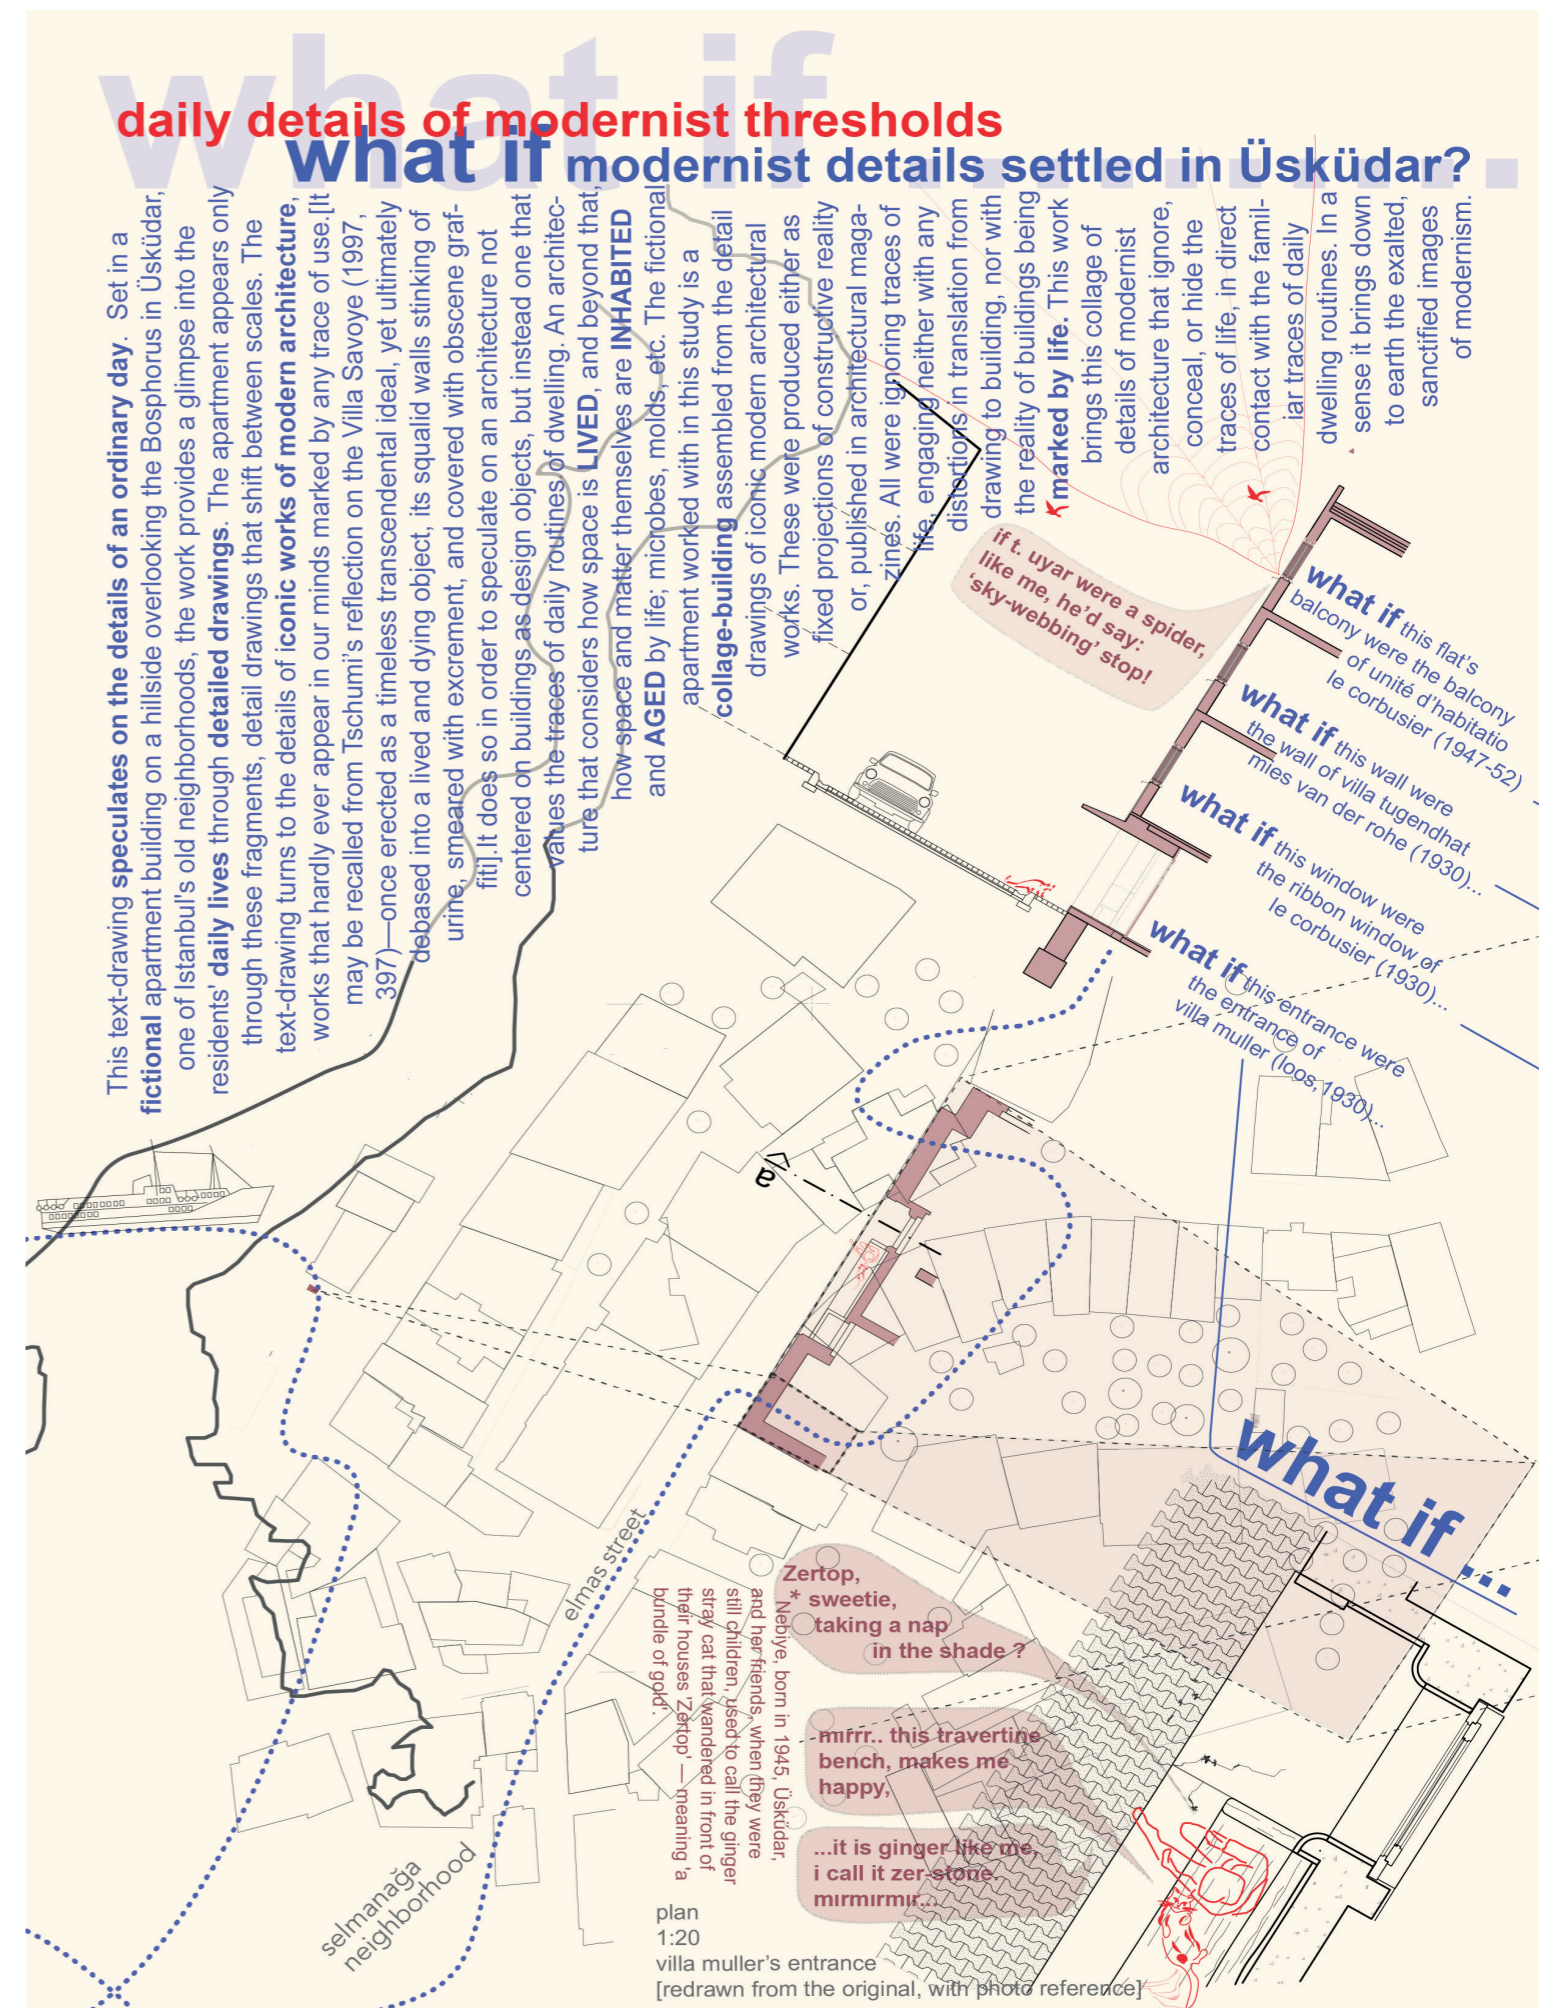 what if .......
daily details of modernist thresholds
what if modernist details settled in Üsküdar?
This text-drawing speculates on the details of an ordinary day.  Set in a
fictional apartment building on a hillside overlooking the Bosphorus in Üsküdar,
one of Istanbul's old neighborhoods, the work provides a glimpse into the
residents' daily lives through detailed drawings. The apartment appears only
through these fragments, detail drawings that shift between scales. The
text-drawing turns to the details of iconic works of modern architecture,
works that hardly ever appear in our minds marked by any trace of use.[It
may be recalled from Tschumi's reflection on the Villa Savoye (1997,
397)—once erected as a timeless transcendental ideal, yet ultimately
debased into a lived and dying object, its squalid walls stinking of
urine, smeared with excrement, and covered with obscene graf-
fiti].It does so in order to speculate on an architecture not
centered on buildings as design objects, but instead one that
values the traces of daily routines of dwelling. An architec-
ture that considers how space is LIVED, and beyond that,
how space and matter themselves are INHABITED
and AGED by life; microbes, molds, etc. The fictional
apartment worked with in this study is a
collage-building assembled from the detail
drawings of iconic modern architectural
works. These were produced either as
fixed projections of constructive reality
or, published in architectural maga-
zines. All were ignoring traces of
life, engaging neither with any
distortions in translation from
drawing to building, nor with
the reality of buildings being
marked by life. This work
brings this collage of
details of modernist
architecture that ignore,
conceal, or hide the
traces of life, in direct
contact with the famil-
iar traces of daily
dwelling routines. In a
sense it brings down
to earth the exalted,
sanctified images
of modernism.
if t. uyar were a spider,
like me, he'd say:
'sky-webbing' stop!
what if this flat's
balcony were the balcony
of unité d'habitatio
le corbusier (1947-52)
what if this wall were
the wall of villa tugendhat
mies van der rohe (1930)...
what if this window were
the ribbon window of
le corbusier (1930)...
what if this entrance were
the entrance of
villa muller (loos, 1930)...
a
what if ...
elmas street
Zertop,
* sweetie,
taking a nap
in the shade ?
Nebiye, born in 1945, Üsküdar,
and her friends, when they were
still children, used to call the ginger
stray cat that wandered in front of
their houses 'Zertop' — meaning 'a
bundle of gold'.
mırrr.. this travertine
bench, makes me
happy,
...it is ginger like me,
i call it zer-stone.
mırmırmır...
selmanağa
neighborhood
plan
1:20
villa muller's entrance
[redrawn from the original, with photo reference]